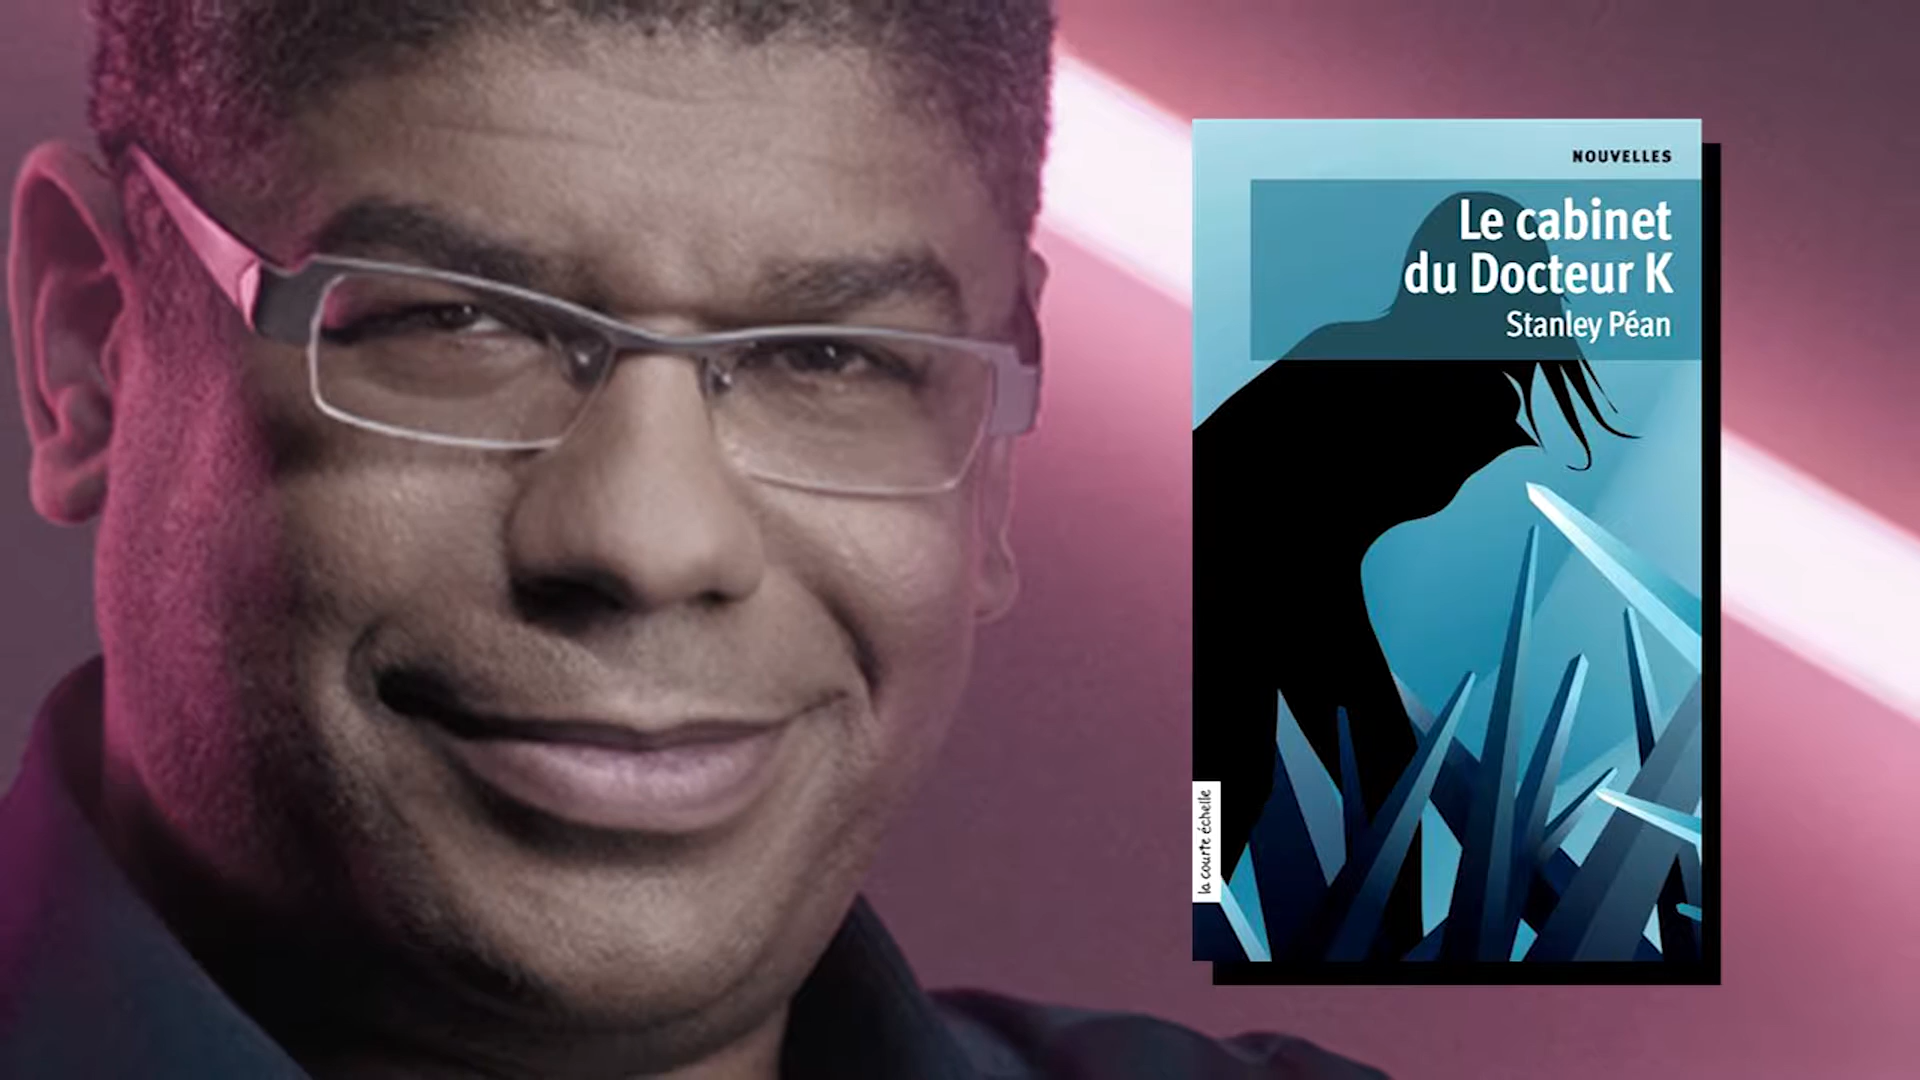 NOUVELLES
Le cabinet
du Docteur K
Stanley Péan
la courte échelle